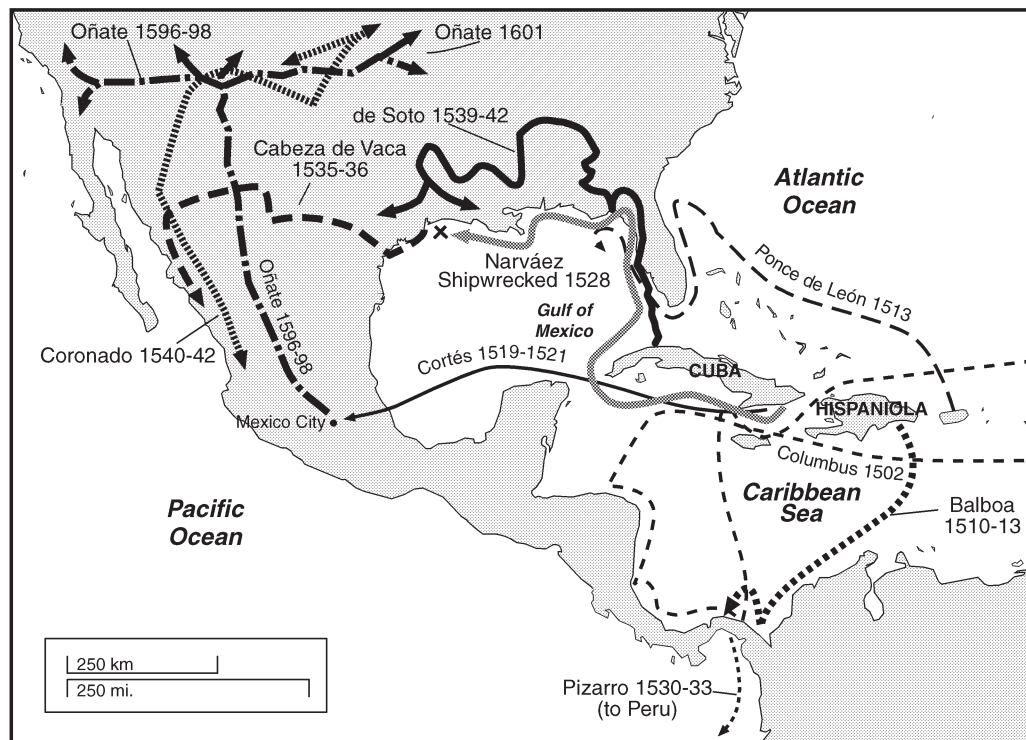 Oñate 1596-98
Oñate 1601
de Soto 1539-42
Cabeza de Vaca
1535-36
Atlantic
Ocean
Narváez
Shipwrecked 1528
Ponce de León 1513
Gulf of
Mexico
Oñate 1596-98
Coronado 1540-42
Cortés 1519-1521
CUBA
Mexico City
HISPANIOLA
Columbus 1502
Caribbean
Sea
Pacific
Ocean
Balboa
1510-13
250 km
250 mi.
Pizarro 1530-33
(to Peru)